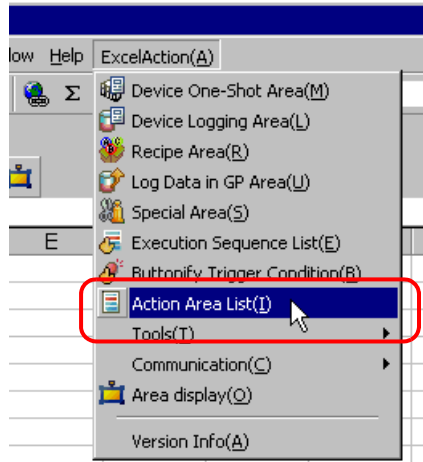 low Help ExcelAction(A)
Σ
Device One-Shot Area(M)
Device Logging Area(L)
Recipe Area(R)
Log Data in GP Area(U)
Special Area(S)
E
Execution Sequence List(E)
Buttonify Trigger Condition(B)
Action Area List(I)
Tools(T)
Communication(C)
Area display(O)
Version Info(A)